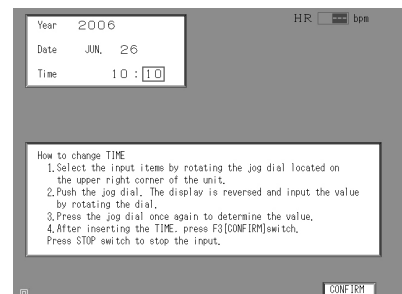 HR --- bpm
Year 2006
Date JUN, 26
Time 10:10
How to change TIME
1.Select the input items by rotating the jog dial located on
the upper right corner of the unit.
2.Push the jog dial. The display is reversed and input the value
by rotating the dial.
3.Press the jog dial once again to determine the value.
4.After inserting the TIME. press F3[CONFIRM]switch.
Press STOP switch to stop the input.
CONFIRM